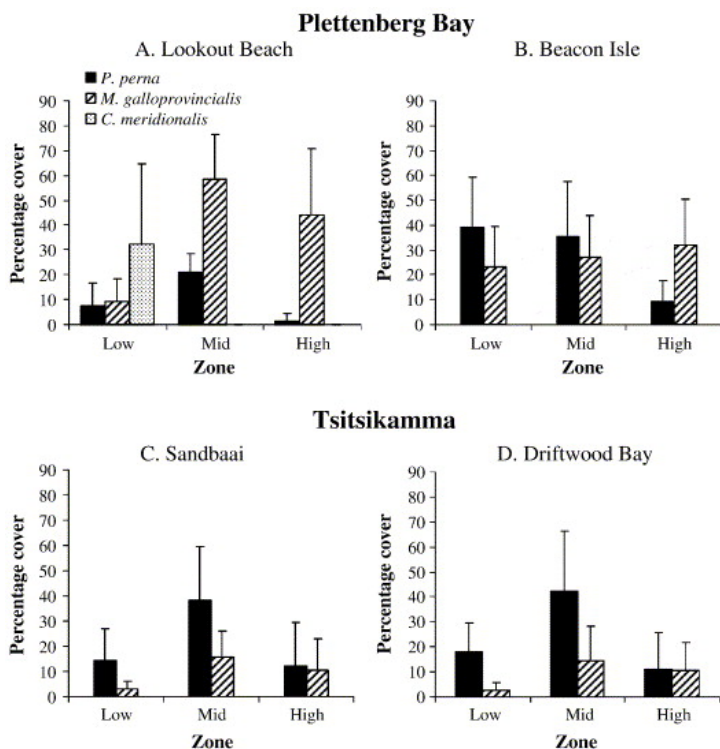 Plettenberg Bay
A. Lookout Beach
P. perna
M. galloprovincialis
C. meridionalis
Percentage cover
90
80
70
60
50
40
30
20
10
0
Low Mid High
Zone
B. Beacon Isle
Percentage cover
90
80
70
60
50
40
30
20
10
0
Low Mid High
Zone
Tsitsikamma
C. Sandbaai
Percentage cover
90
80
70
60
50
40
30
20
10
0
Low Mid High
Zone
D. Driftwood Bay
Percentage cover
90
80
70
60
50
40
30
20
10
0
Low Mid High
Zone